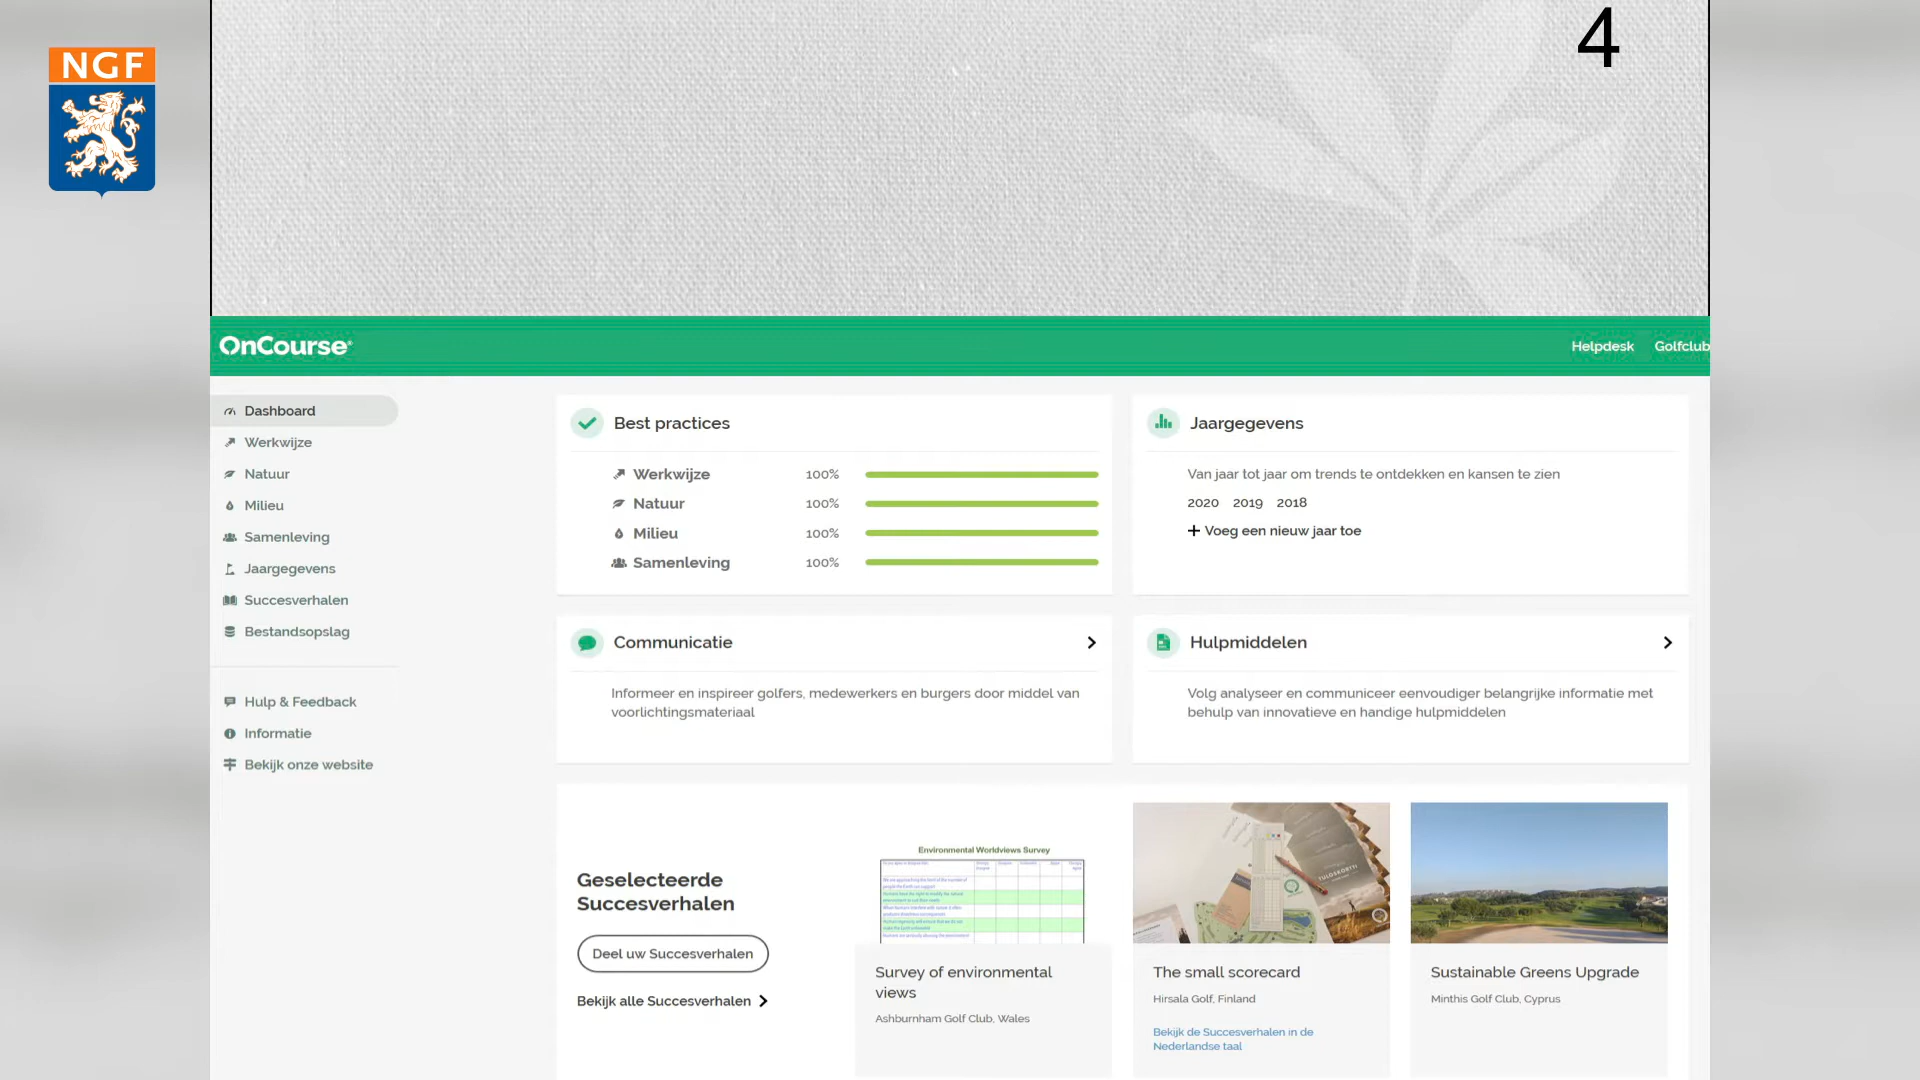 NGF
4
OnCourse
Helpdesk
Golfclub
Dashboard
Werkwijze
Natuur
Milieu
Samenleving
Jaargegevens
Succesverhalen
Bestandsopslag
Hulp & Feedback
Informatie
Bekijk onze website
Best practices
Werkwijze 100%
Natuur 100%
Milieu 100%
Samenleving 100%
Jaargegevens
Van jaar tot jaar om trends te ontdekken en kansen te zien
2020 2019 2018
+ Voeg een nieuw jaar toe
Communicatie
Informeer en inspireer golfers, medewerkers en burgers door middel van
voorlichtingsmateriaal
Hulpmiddelen
Volg analyseer en communiceer eenvoudiger belangrijke informatie met
behulp van innovatieve en handige hulpmiddelen
Geselecteerde
Succesverhalen
Deel uw Succesverhalen
Bekijk alle Succesverhalen
Environmental Worldviews Survey
Survey of environmental
views
Ashburnham Golf Club, Wales
The small scorecard
Hirsala Golf, Finland
Bekijk de Succesverhalen in de
Nederlandse taal
Sustainable Greens Upgrade
Minthis Golf Club, Cyprus